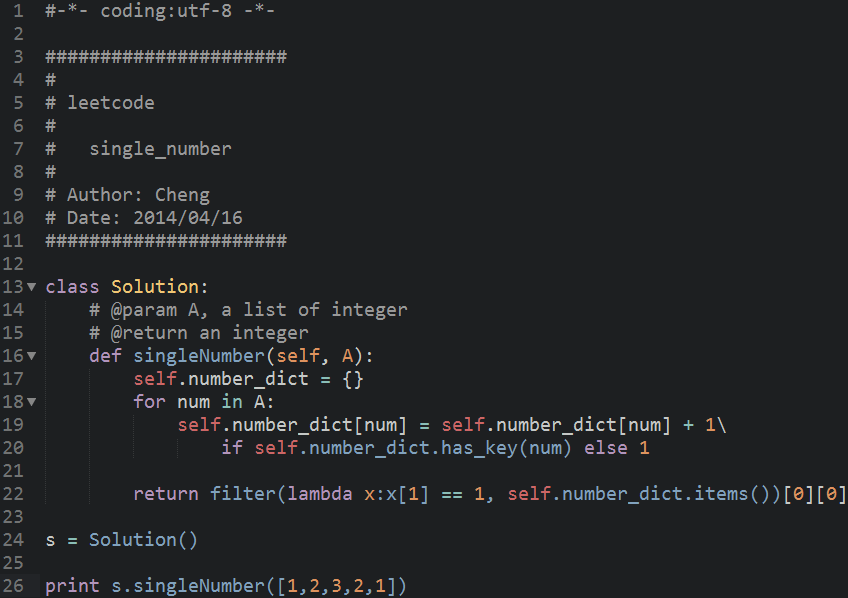 1 #-*- coding:utf-8 -*-
2
3 ######################
4 #
5 # leetcode
6 #
7 #   single_number
8 #
9 # Author: Cheng
10 # Date: 2014/04/16
11 ######################
12
13 class Solution:
14     # @param A, a list of integer
15     # @return an integer
16     def singleNumber(self, A):
17         self.number_dict = {}
18         for num in A:
19             self.number_dict[num] = self.number_dict[num] + 1\
20                 if self.number_dict.has_key(num) else 1
21
22         return filter(lambda x:x[1] == 1, self.number_dict.items())[0][0]
23
24 s = Solution()
25
26 print s.singleNumber([1,2,3,2,1])